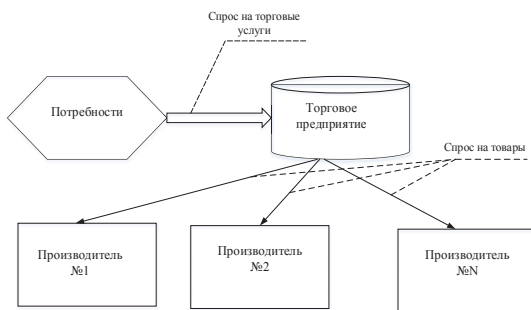 Спрос на торговые
услуги
Потребности
Торговое
предприятие
Спрос на товары
Производитель
№1
Производитель
№2
Производитель
№N